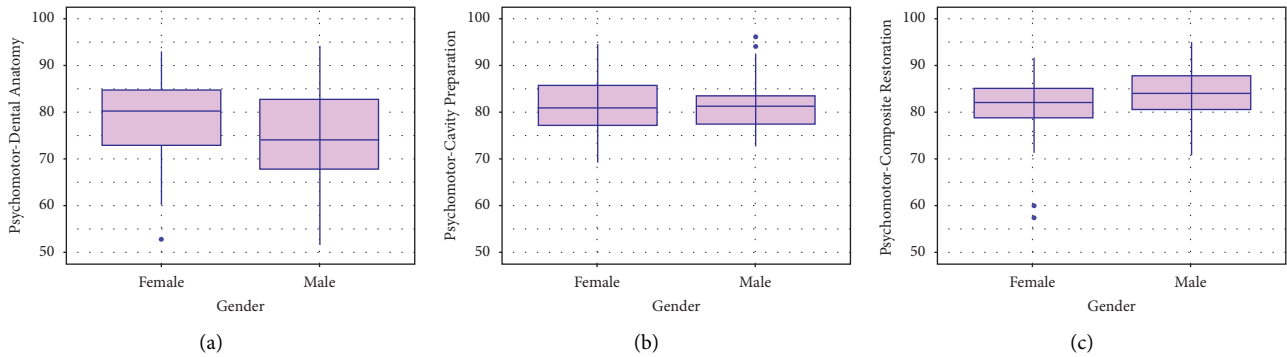 Psychomotor-Dental Anatomy
100
90
80
70
60
50
Female
Male
Gender
(a)
Psychomotor-Cavity Preparation
100
90
80
70
60
50
Female
Male
Gender
(b)
Psychomotor-Composite Restoration
100
90
80
70
60
50
Female
Male
Gender
(c)